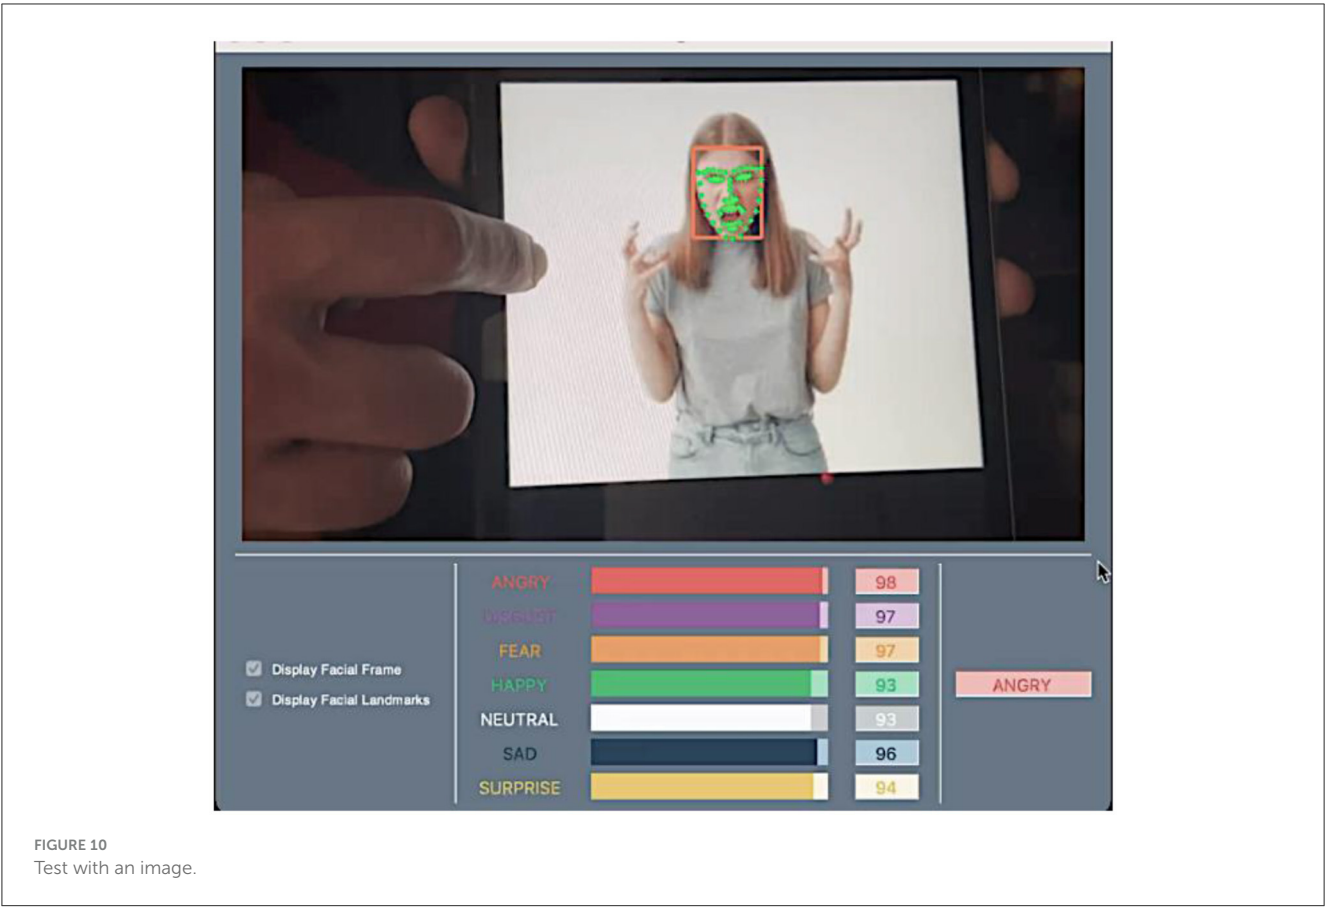 ANGRY 98
DISGUST 97
FEAR 97
Display Facial Frame
HAPPY 93
ANGRY
Display Facial Landmarks
NEUTRAL 93
SAD 96
SURPRISE 94
FIGURE 10
Test with an image.